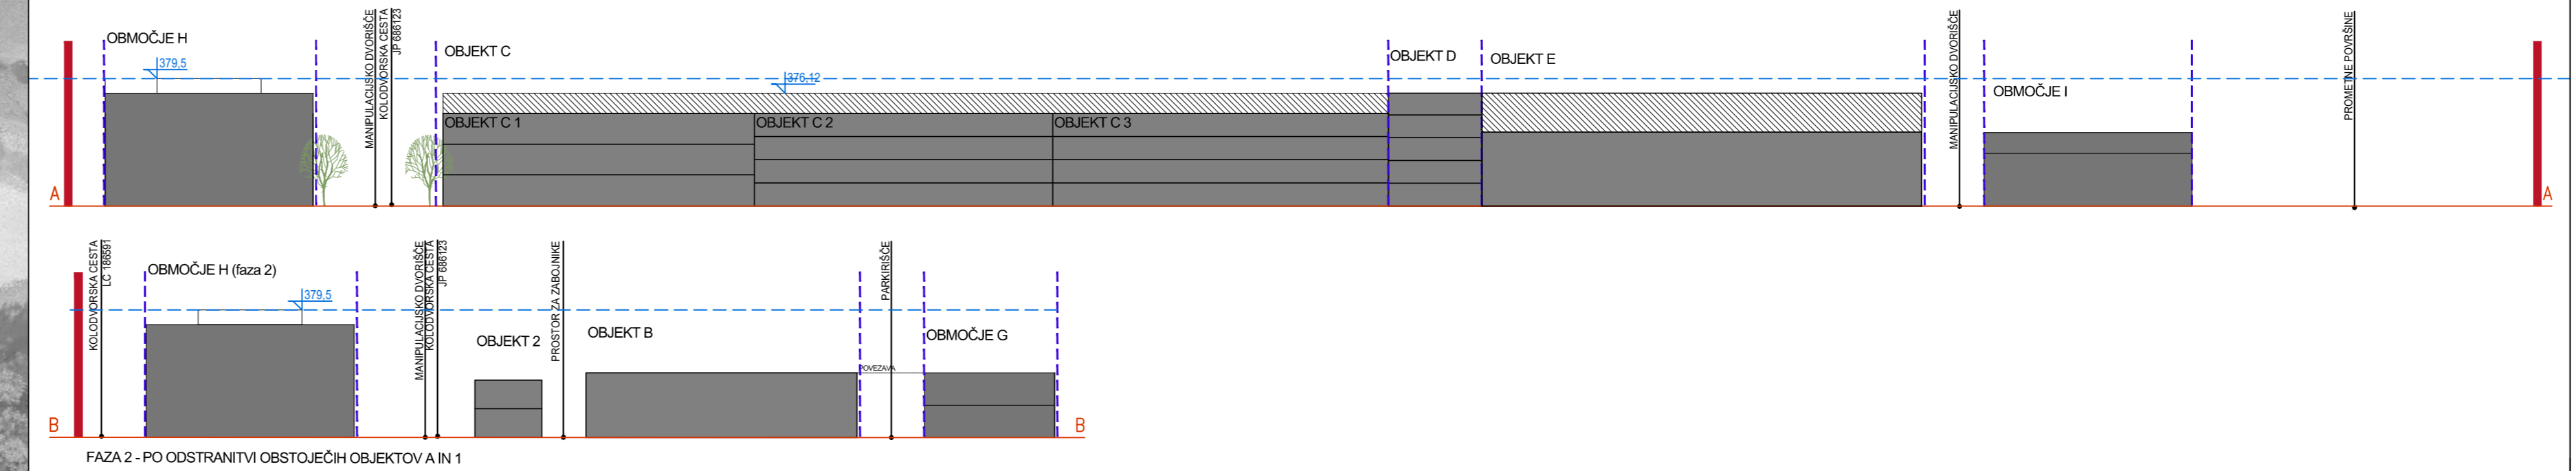 OBMOČJE H
379,5
MANIPULACIJSKO DVORIŠČE
KOLODVORSKA CESTA
JP 686123
OBJEKT C
376,12
OBJEKT D
OBJEKT E
MANIPULACIJSKO DVORIŠČE
OBMOČJE I
PROMETNE POVRŠINE
OBJEKT C 1
OBJEKT C 2
OBJEKT C 3
A
A
KOLODVORSKA CESTA
LC 186591
OBMOČJE H (faza 2)
379,5
MANIPULACIJSKO DVORIŠČE
KOLODVORSKA CESTA
JP 686123
OBJEKT 2
PROSTOR ZA ZABOJNIKE
OBJEKT B
POVEZAVA
PARKIRIŠČE
OBMOČJE G
B
B
FAZA 2 - PO ODSTRANITVI OBSTOJEČIH OBJEKTOV A IN 1